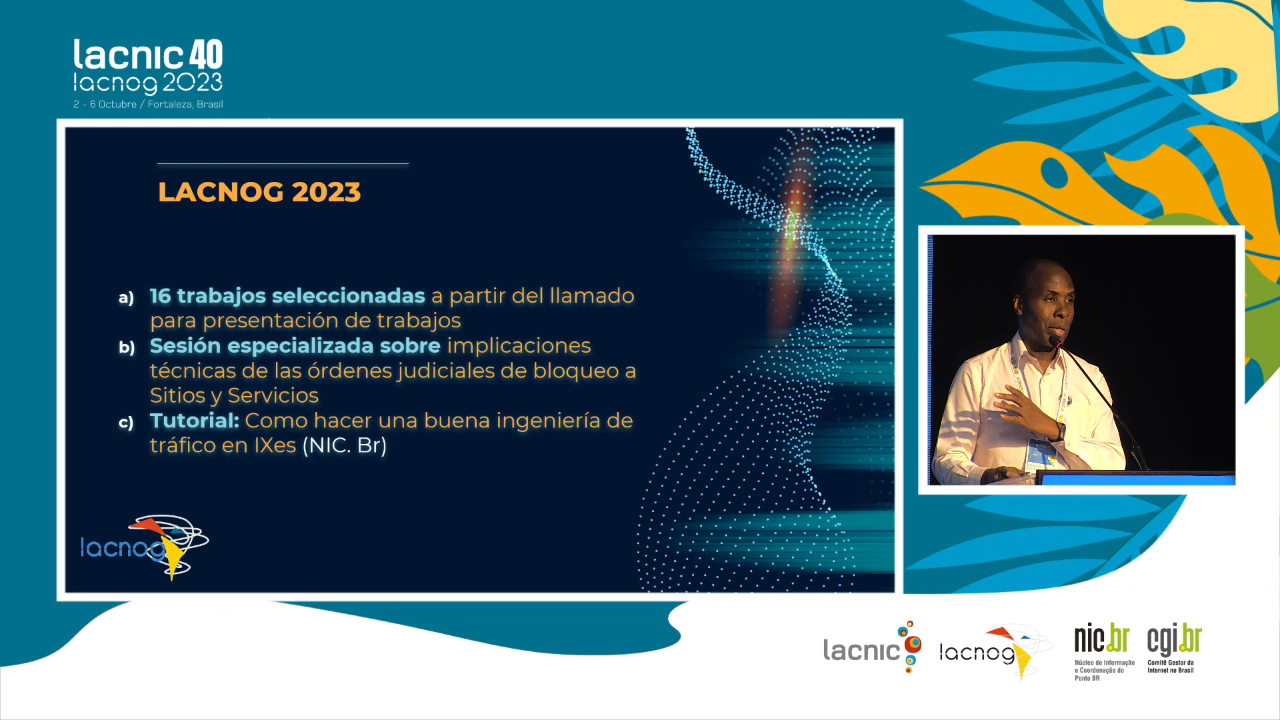 lacnic 40
lacnog 2023
2 - 6 Octubre / Fortaleza, Brasil
LACNOG 2023
a) 16 trabajos seleccionadas a partir del llamado
para presentación de trabajos
b) Sesión especializada sobre implicaciones
técnicas de las órdenes judiciales de bloqueo a
Sitios y Servicios
c) Tutorial: Como hacer una buena ingeniería de
tráfico en IXes (NIC. Br)
lacnog
lacnic
lacnog
nic.br
Núcleo de Informação
e Coordenação do
Ponto BR
cgi.br
Comitê Gestor da
Internet no Brasil